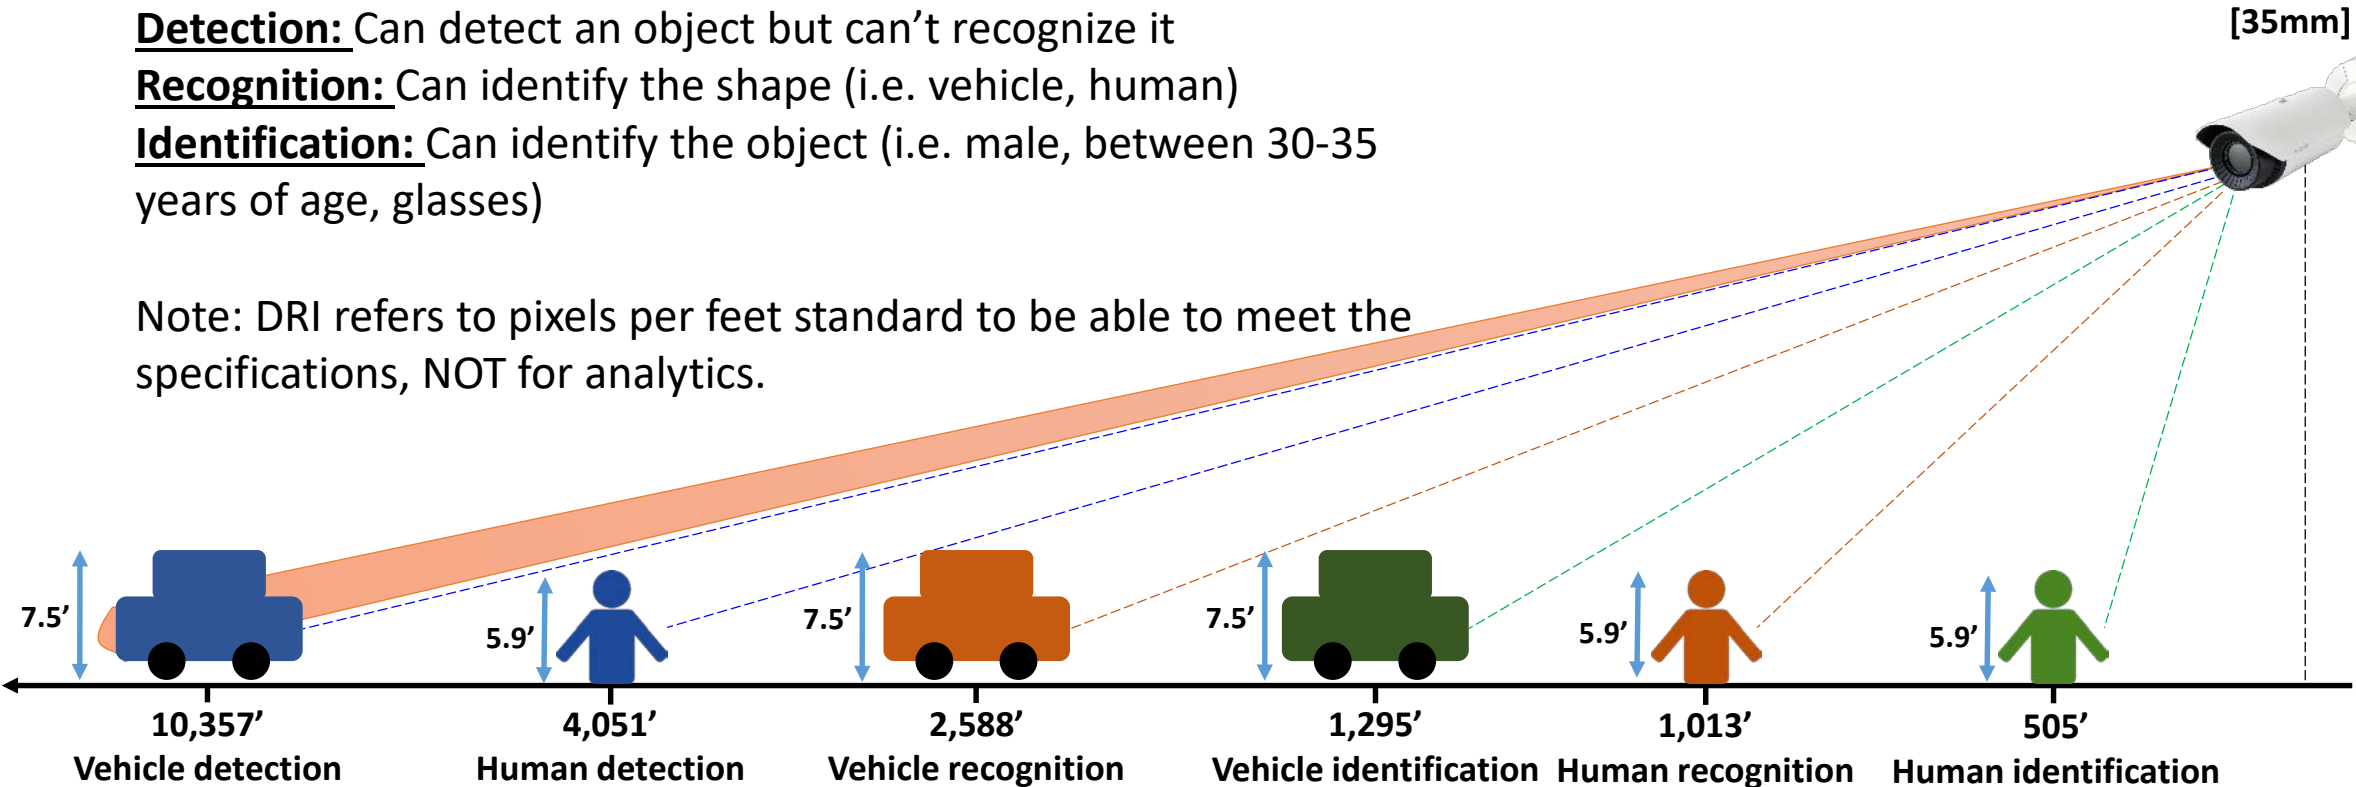 Detection: Can detect an object but can’t recognize it
Recognition: Can identify the shape (i.e. vehicle, human)
Identification: Can identify the object (i.e. male, between 30-35
years of age, glasses)
Note: DRI refers to pixels per feet standard to be able to meet the
specifications, NOT for analytics.
[35mm]
7.5’
5.9’
7.5’
7.5’
5.9’
5.9’
10,357’
Vehicle detection
4,051’
Human detection
2,588’
Vehicle recognition
1,295’
Vehicle identification
1,013’
Human recognition
505’
Human identification